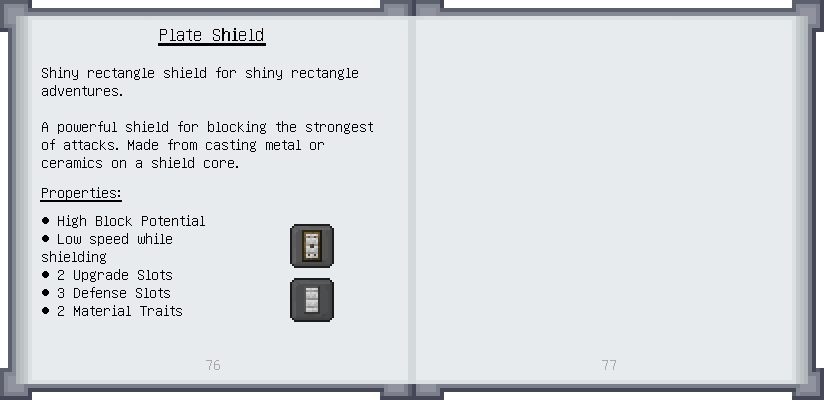 Plate Shield
Shiny rectangle shield for shiny rectangle
adventures.
A powerful shield for blocking the strongest
of attacks. Made from casting metal or
ceramics on a shield core.
Properties:
• High Block Potential
• Low speed while
shielding
• 2 Upgrade Slots
• 3 Defense Slots
• 2 Material Traits
76
77